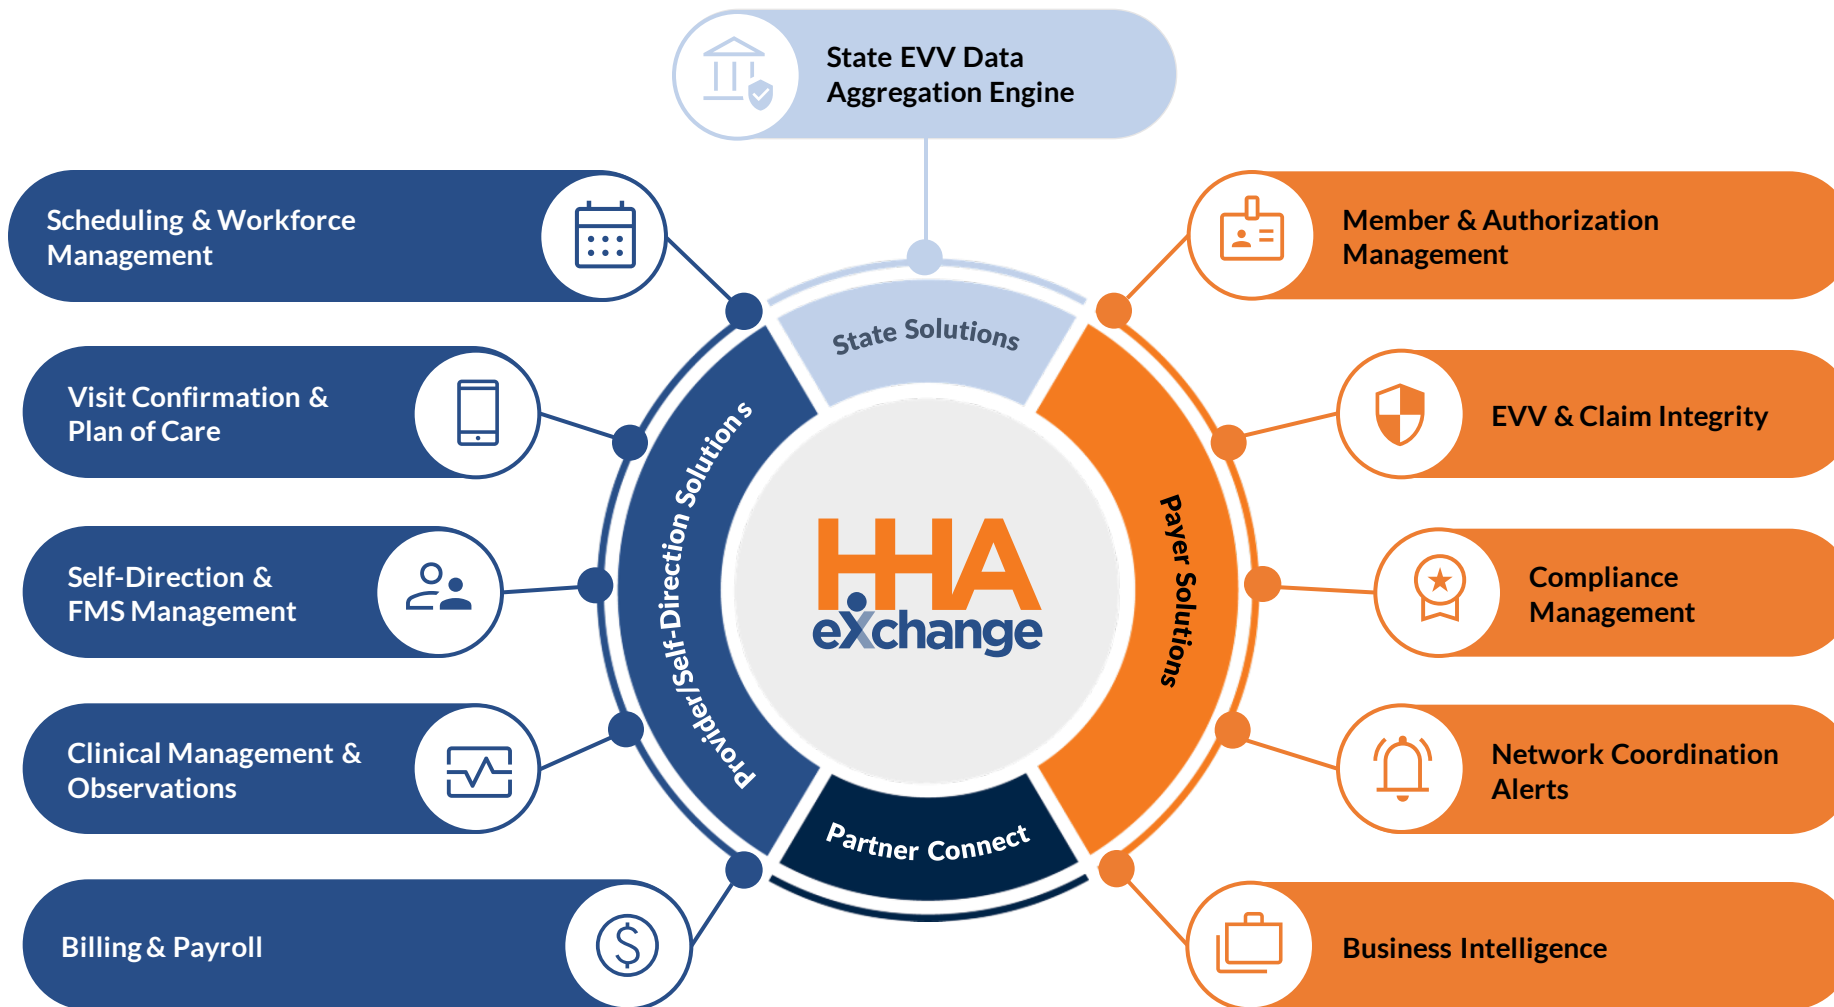 State EVV Data
Aggregation Engine
Scheduling & Workforce
Management
Visit Confirmation &
Plan of Care
Self-Direction &
FMS Management
Clinical Management &
Observations
Billing & Payroll
State Solutions
Provider/Self-Direction Solutions
HHA
eXchange
Payer Solutions
Partner Connect
Member & Authorization
Management
EVV & Claim Integrity
Compliance
Management
Network Coordination
Alerts
Business Intelligence